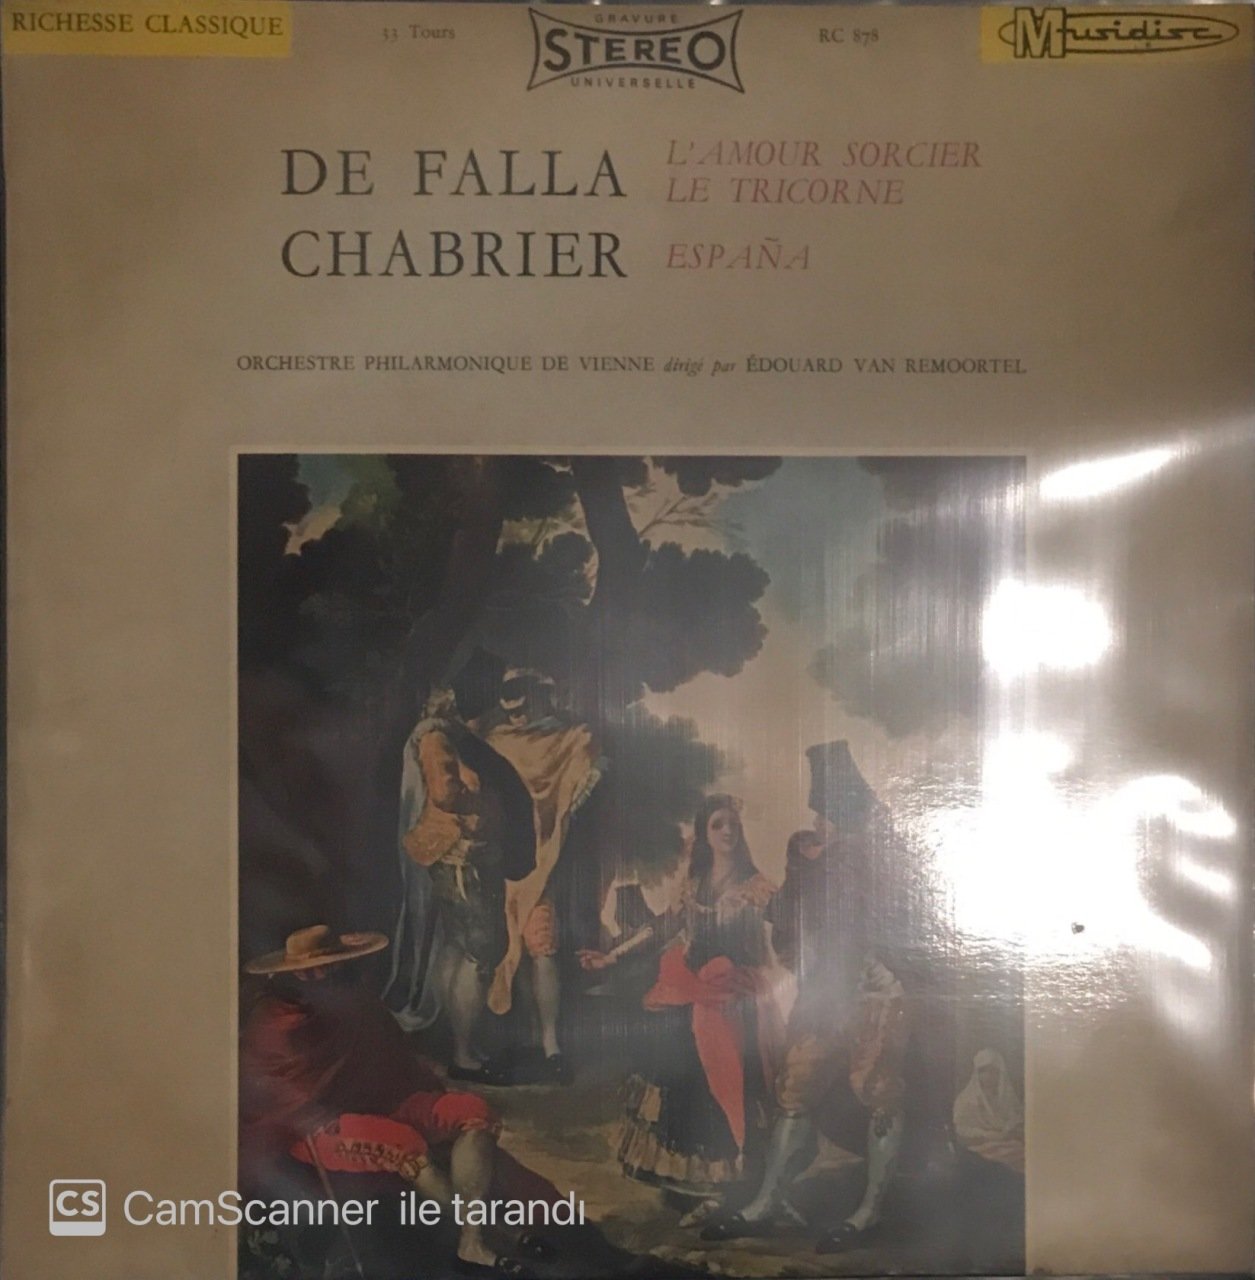 RICHESSE CLASSIQUE
33 Tours
GRAVURE
STEREO
UNIVERSELLE
RC 878
Musidisc
DE FALLA L'AMOUR SORCIER
LE TRICORNE
CHABRIER ESPAÑA
ORCHESTRE PHILARMONIQUE DE VIENNE dirigé par ÉDOUARD VAN REMOORTEL
CS CamScanner ile tarandı